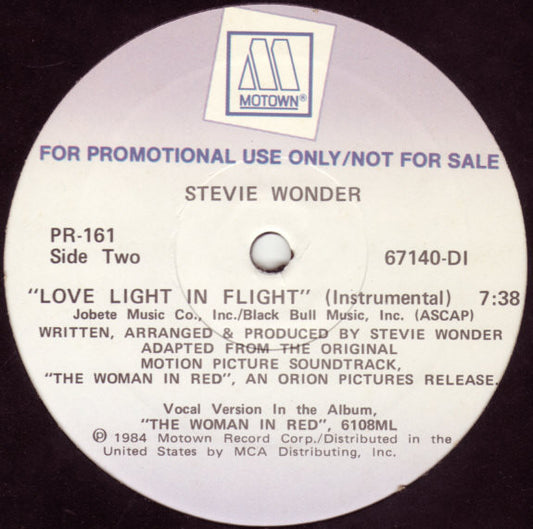 MOTOWN®
FOR PROMOTIONAL USE ONLY/NOT FOR SALE
STEVIE WONDER
PR-161
Side Two
67140-DI
"LOVE LIGHT IN FLIGHT" (Instrumental) 7:38
Jobete Music Co., Inc./Black Bull Music, Inc. (ASCAP)
WRITTEN, ARRANGED & PRODUCED BY STEVIE WONDER
ADAPTED FROM THE ORIGINAL
MOTION PICTURE SOUNDTRACK,
"THE WOMAN IN RED", AN ORION PICTURES RELEASE.
Vocal Version In the Album,
"THE WOMAN IN RED", 6108ML
℗ 1984 Motown Record Corp./Distributed in the
United States by MCA Distributing, Inc.